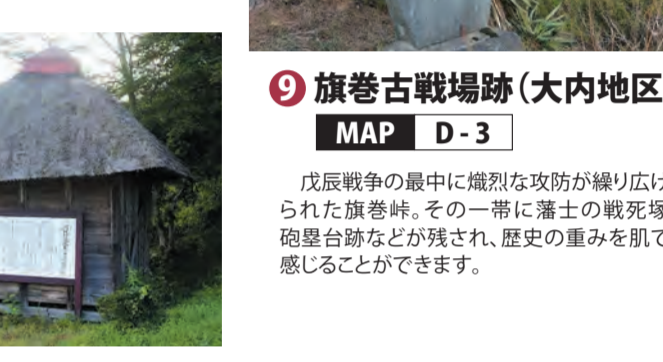 9 旗巻古戦場跡（大内地区
MAP D-3
戊辰戦争の最中に熾烈な攻防が繰り広げ
られた旗巻峠。その一帯に藩士の戦死塚
砲塁台跡などが残され、歴史の重みを肌で
感じることができます。